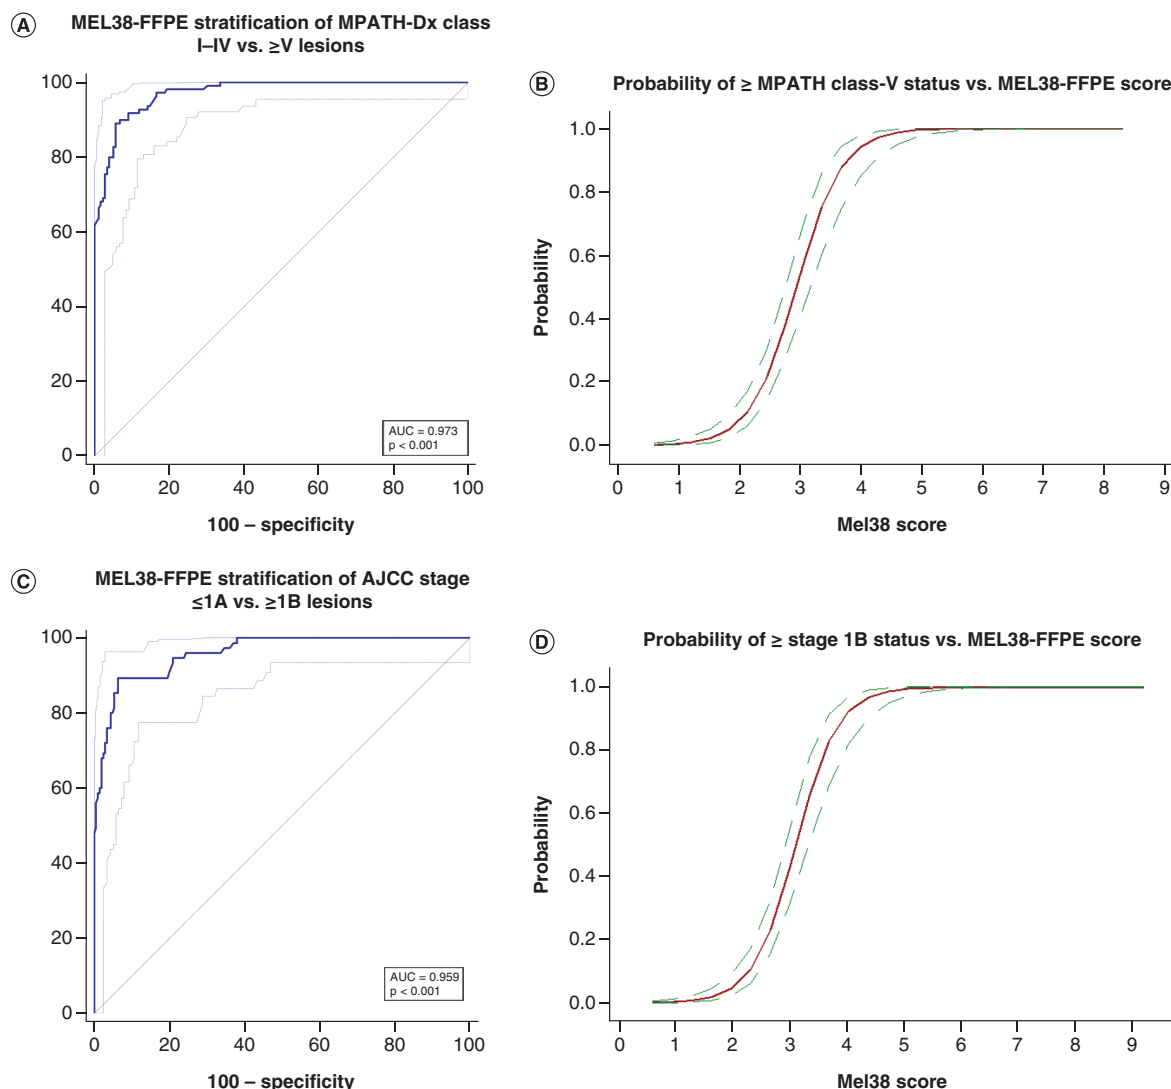 A
MEL38-FFPE stratification of MPATH-Dx class
I–IV vs. ≥V lesions
100
80
60
40
20
0
AUC = 0.973
p < 0.001
0 20 40 60 80 100
100 – specificity
B
Probability of ≥ MPATH class-V status vs. MEL38-FFPE score
1.0
0.8
0.6
0.4
0.2
0.0
Probability
0 1 2 3 4 5 6 7 8 9
Mel38 score
C
MEL38-FFPE stratification of AJCC stage
≤1A vs. ≥1B lesions
100
80
60
40
20
0
AUC = 0.959
p < 0.001
0 20 40 60 80 100
100 – specificity
D
Probability of ≥ stage 1B status vs. MEL38-FFPE score
1.0
0.8
0.6
0.4
0.2
0.0
Probability
0 1 2 3 4 5 6 7 8 9
Mel38 score